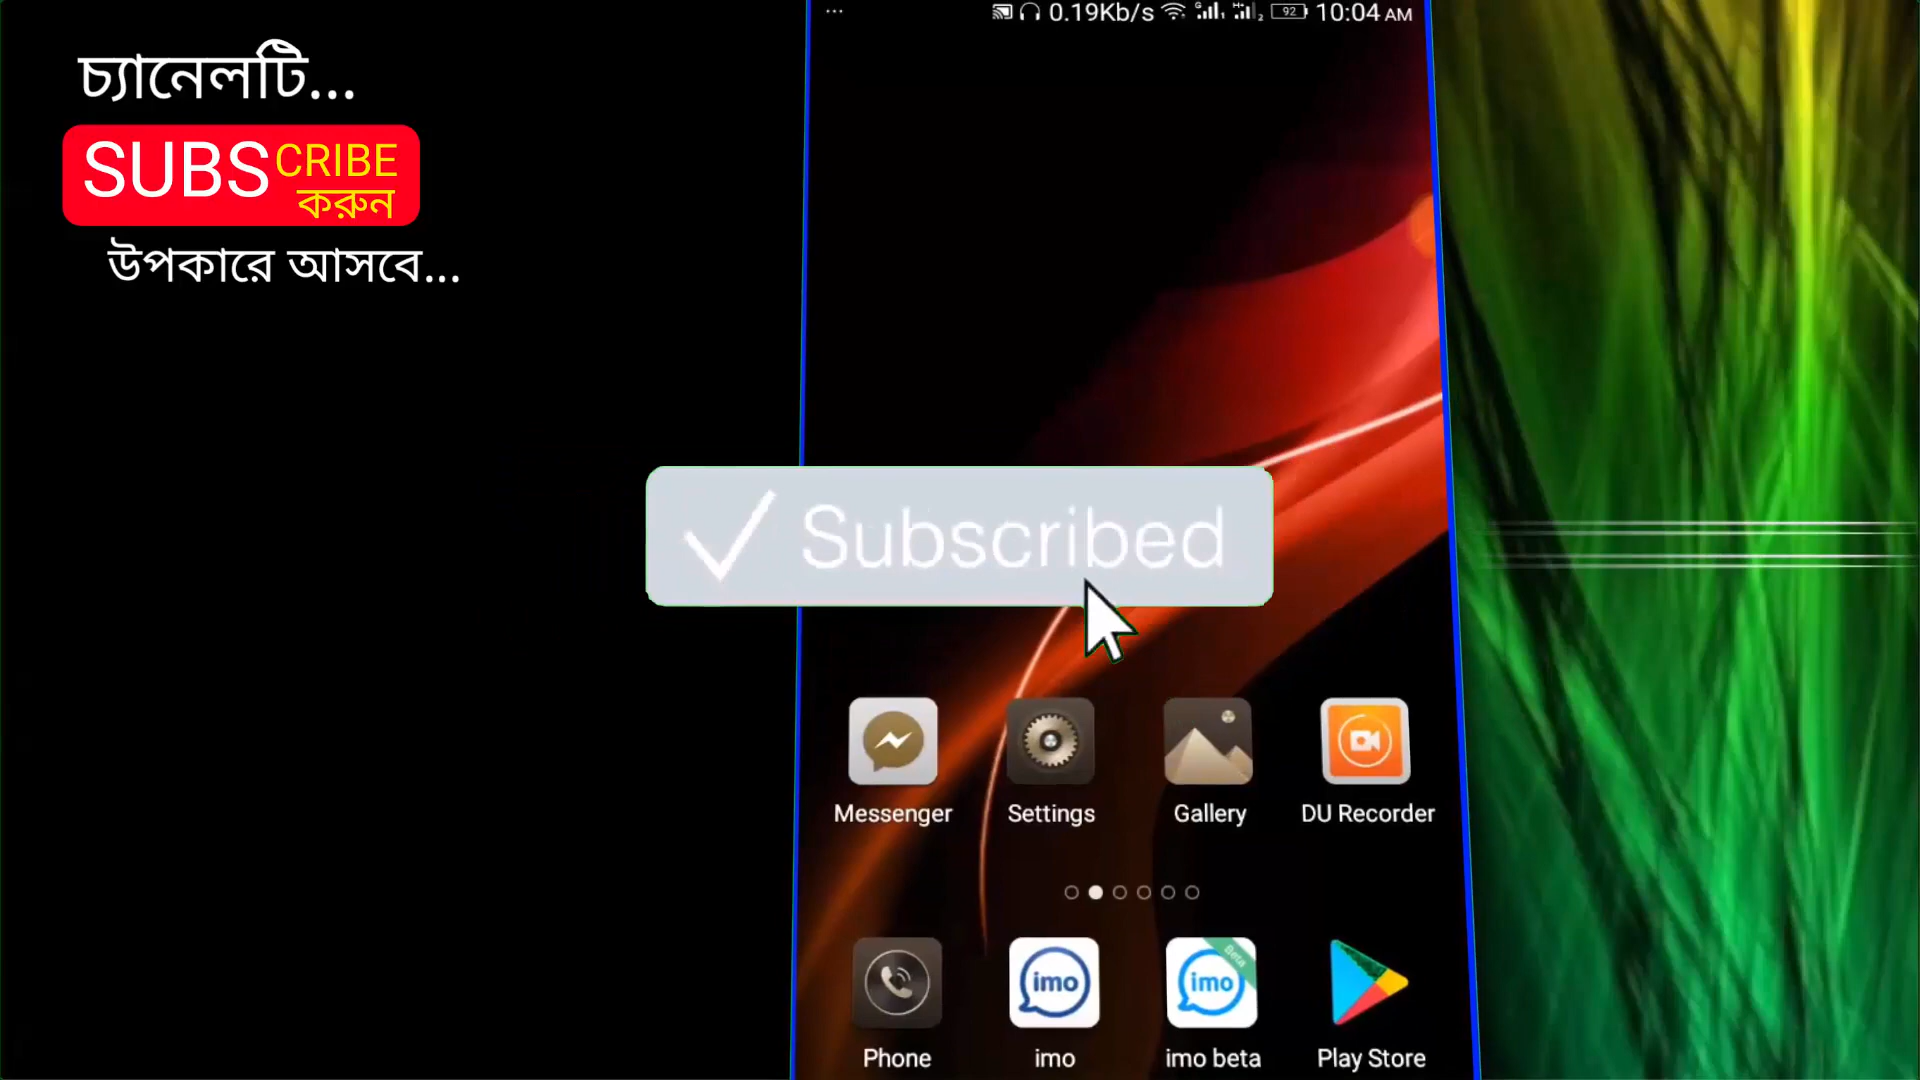 ... 0.19Kb/s 92 10:04 AM
চ্যানেলটি...
SUBSCRIBE
করুন
উপকারে আসবে...
Subscribed
Messenger Settings Gallery DU Recorder
imo imo Beta
Phone imo imo beta Play Store